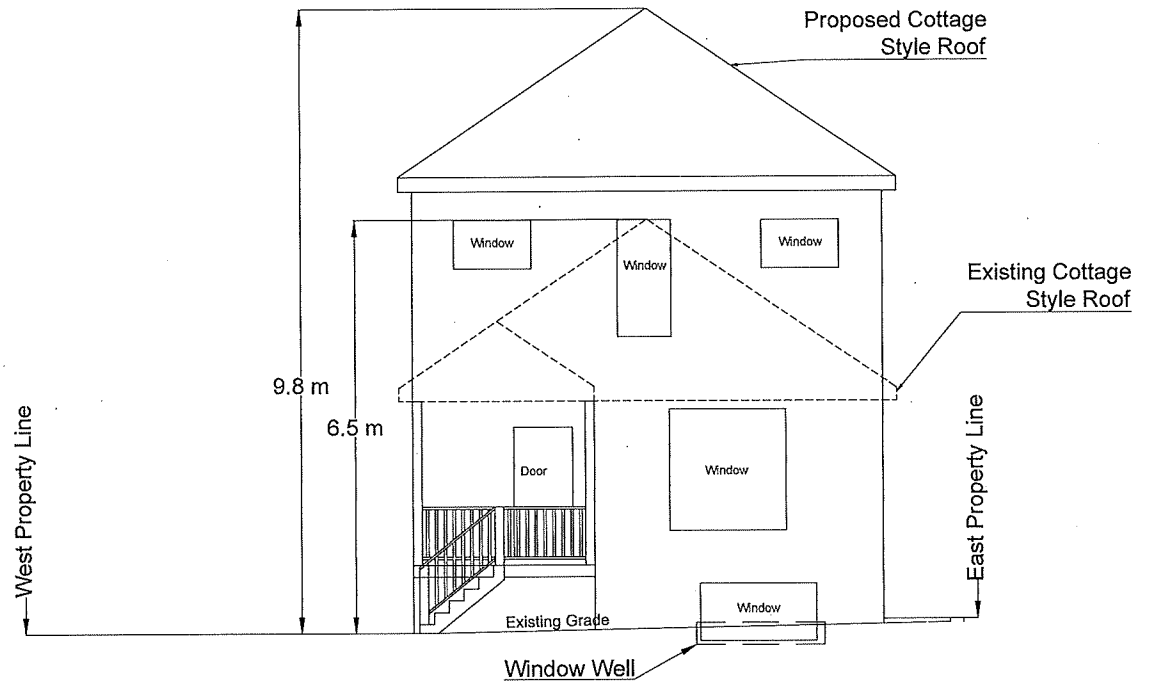 Proposed Cottage
Style Roof
Window
Window
Window
Existing Cottage
Style Roof
9.8 m
6.5 m
West Property Line
East Property Line
Door
Window
Window
Existing Grade
Window Well